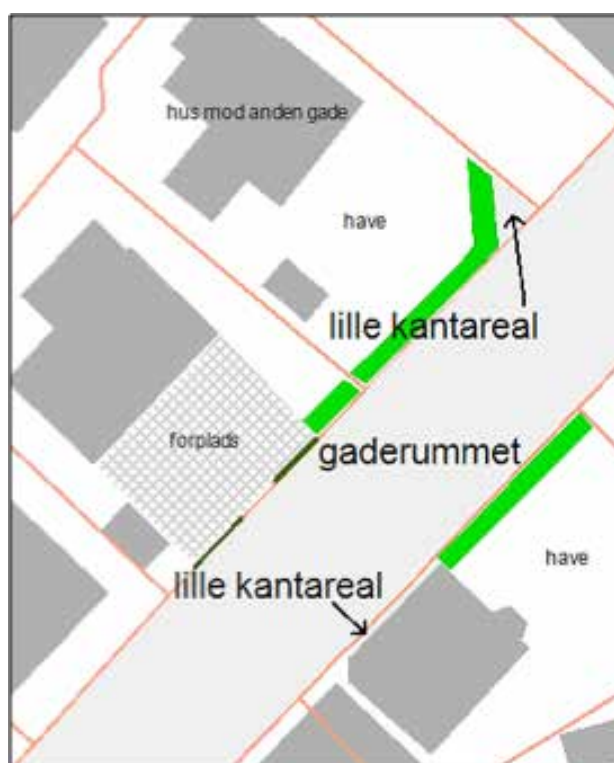 hus mod anden gade
have
lille kantareal
forplads
gaderummet
have
lille kantareal